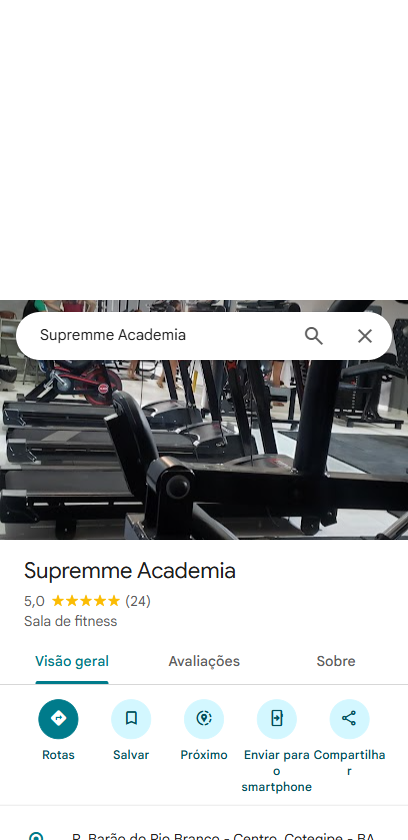 Supremme Academia
Supremme Academia
5,0 (24)
Sala de fitness
Visão geral Avaliações Sobre
Rotas Salvar Próximo Enviar para o smartphone Compartilhar
R. Barão do Rio Branco - Centro, Cotegipe - BA,